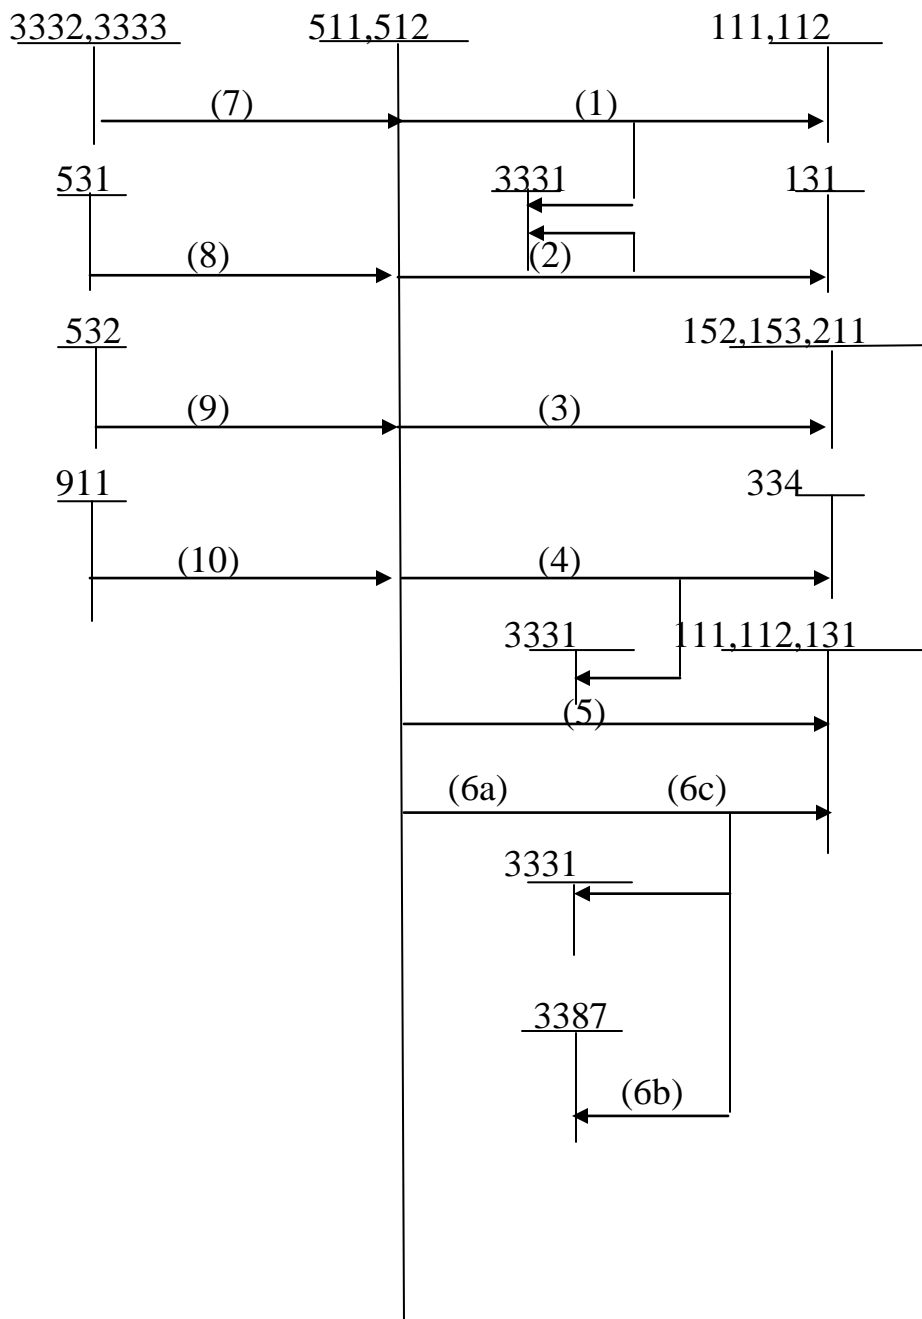 3332,3333 511,512 111,112
(7) (1)
531 3331 131
(8) (2)
532 152,153,211
(9) (3)
911 334
(10) (4)
3331 111,112,131
(5)
(6a) (6c)
3331
3387
(6b)